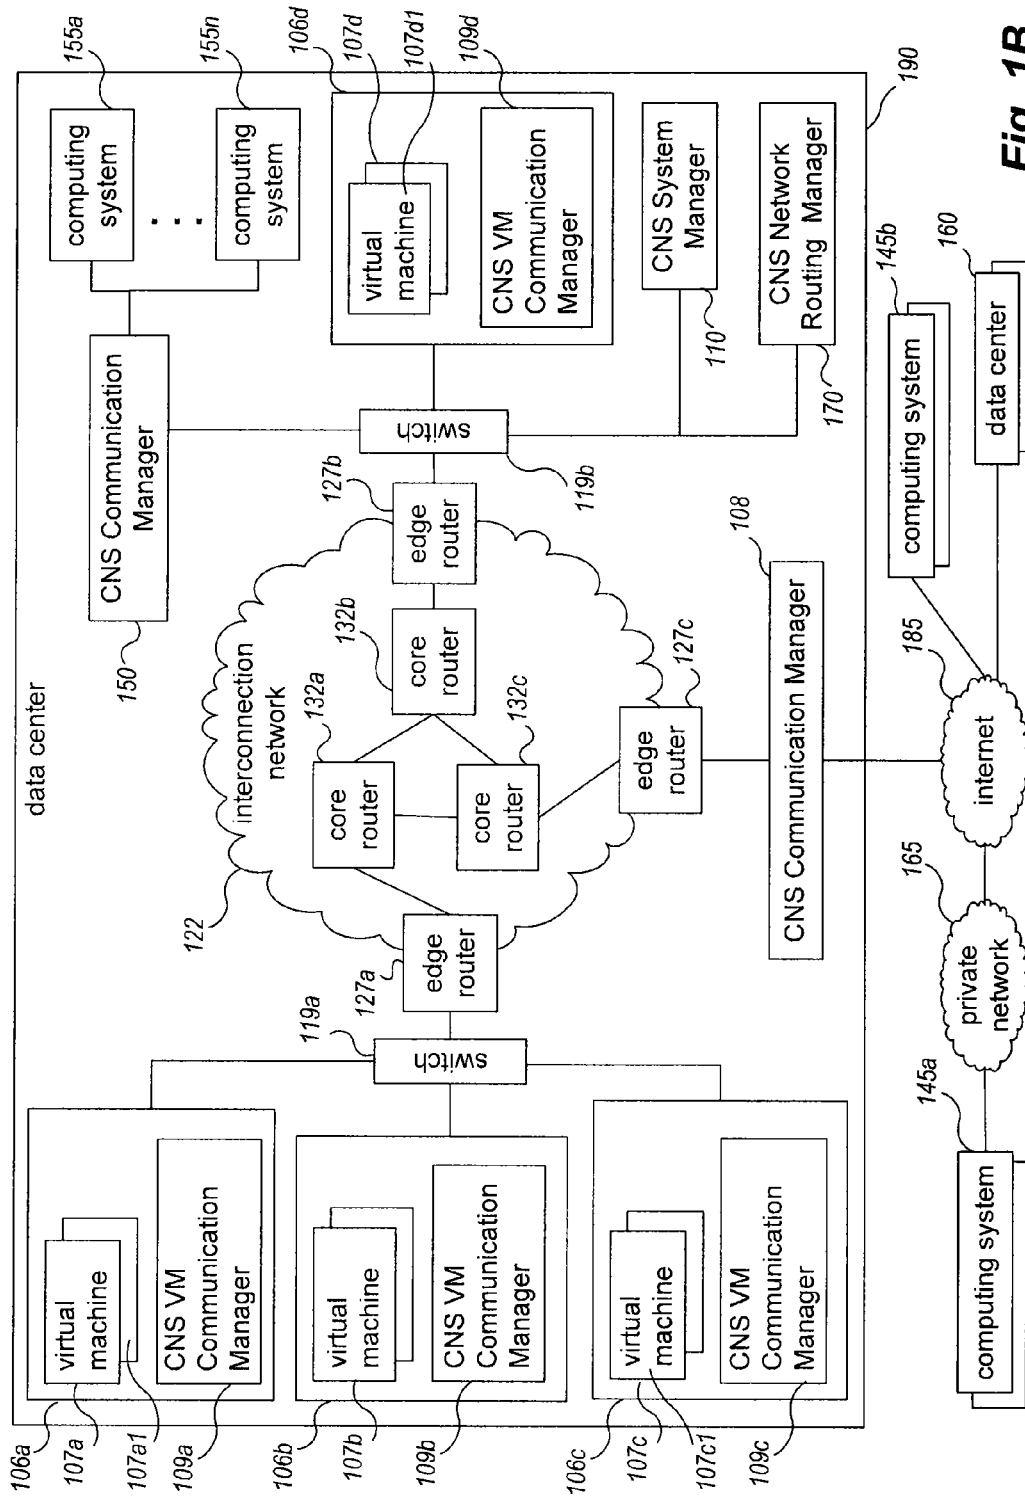 data center
106a
107a
107a1
109a
virtual
machine
CNS VM
Communication
Manager
106b
107b
109b
virtual
machine
CNS VM
Communication
Manager
106c
107c
107c1
109c
virtual
machine
CNS VM
Communication
Manager
119a
switch
127a
edge
router
122
interconnection
network
132a
core
router
132b
core
router
132c
core
router
127b
edge
router
127c
edge
router
119b
switch
150
CNS Communication
Manager
155a
computing
system
. . .
155n
computing
system
106d
107d
107d1
109d
virtual
machine
CNS VM
Communication
Manager
110
CNS System
Manager
170
CNS Network
Routing Manager
108
CNS Communication Manager
190
145a
computing system
165
private
network
185
internet
145b
computing system
160
data center
Fig. 1B